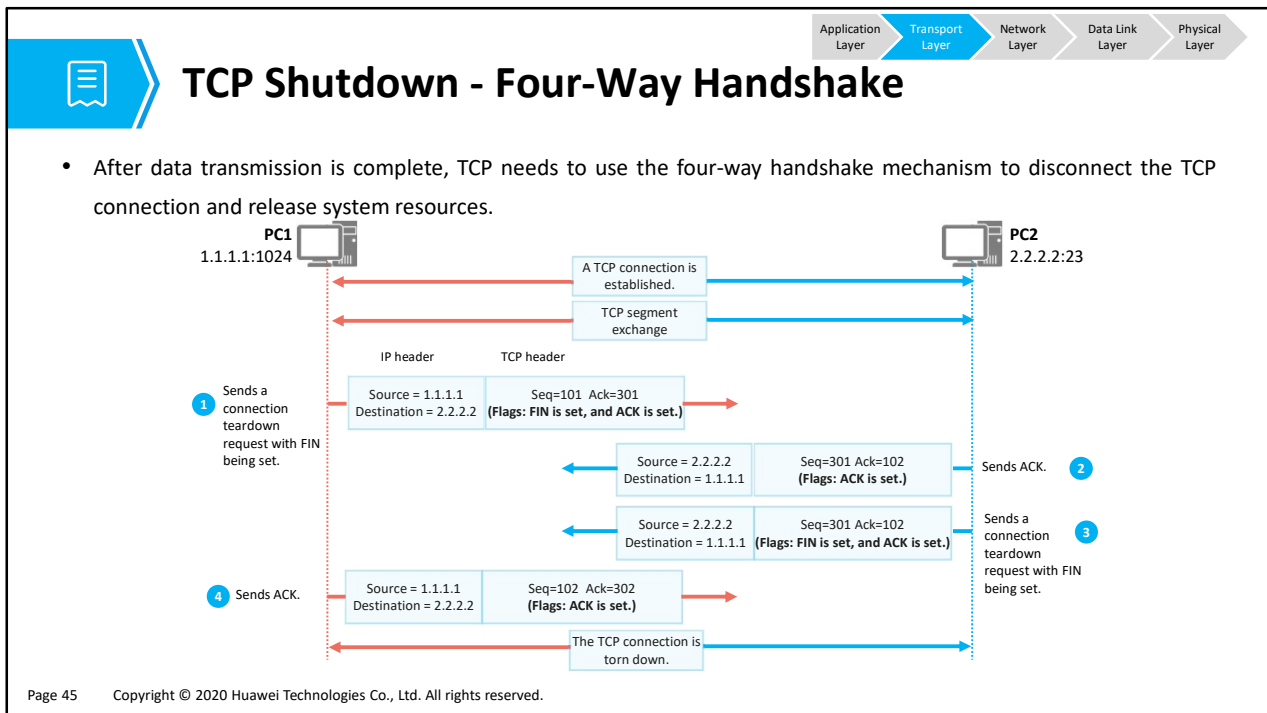 Application
Layer
Transport
Layer
Network
Layer
Data Link
Layer
Physical
Layer
TCP Shutdown - Four-Way Handshake
• After data transmission is complete, TCP needs to use the four-way handshake mechanism to disconnect the TCP
connection and release system resources.
PC1
1.1.1.1:1024
PC2
2.2.2.2:23
A TCP connection is
established.
TCP segment
exchange
IP header
TCP header
1
Sends a
connection
teardown
request with FIN
being set.
Source = 1.1.1.1
Destination = 2.2.2.2
Seq=101 Ack=301
(Flags: FIN is set, and ACK is set.)
Source = 2.2.2.2
Destination = 1.1.1.1
Seq=301 Ack=102
(Flags: ACK is set.)
Sends ACK.
2
Source = 2.2.2.2
Destination = 1.1.1.1
Seq=301 Ack=102
(Flags: FIN is set, and ACK is set.)
Sends a
connection
teardown
request with FIN
being set.
3
4
Sends ACK.
Source = 1.1.1.1
Destination = 2.2.2.2
Seq=102 Ack=302
(Flags: ACK is set.)
The TCP connection is
torn down.
Page 45 Copyright © 2020 Huawei Technologies Co., Ltd. All rights reserved.